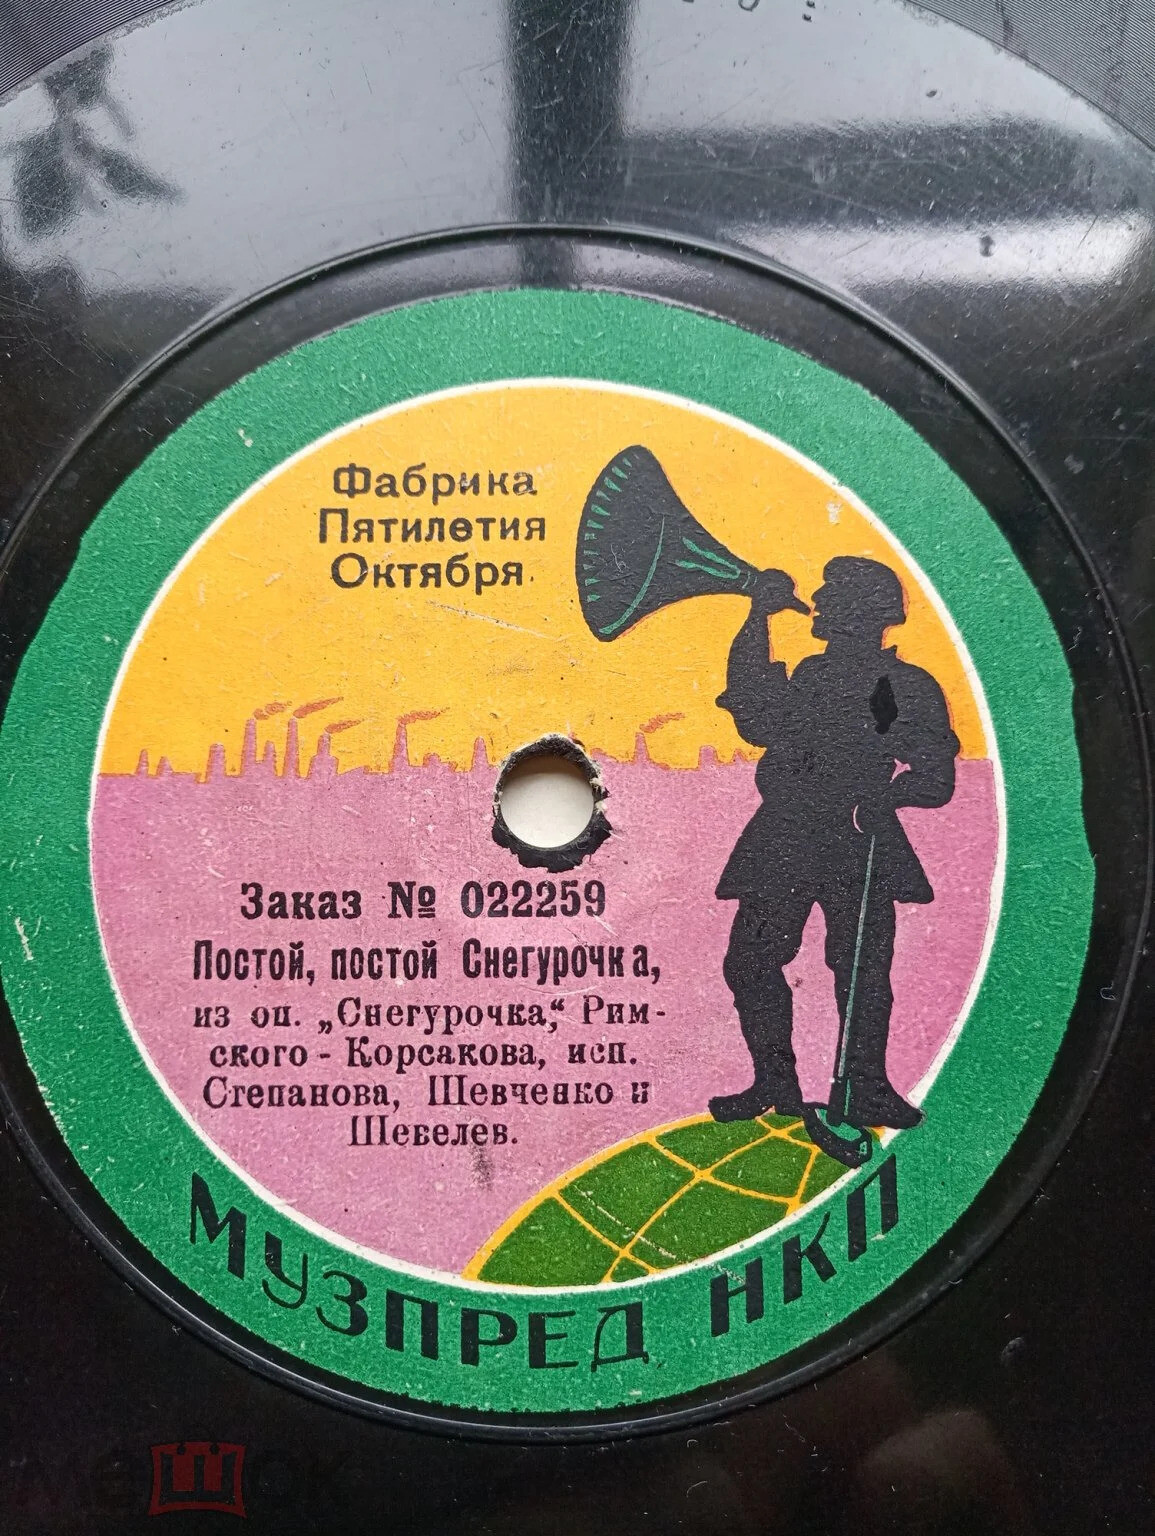 Фабрика
Пятилетия
Октября
Заказ № 022259
Постой, постой Снегурочка,
из оп. „Снегурочка,“ Рим-
ского - Корсакова, исп.
Степанова, Шевченко и
Шевелев.
МУЗПРЕД НКП
мешок